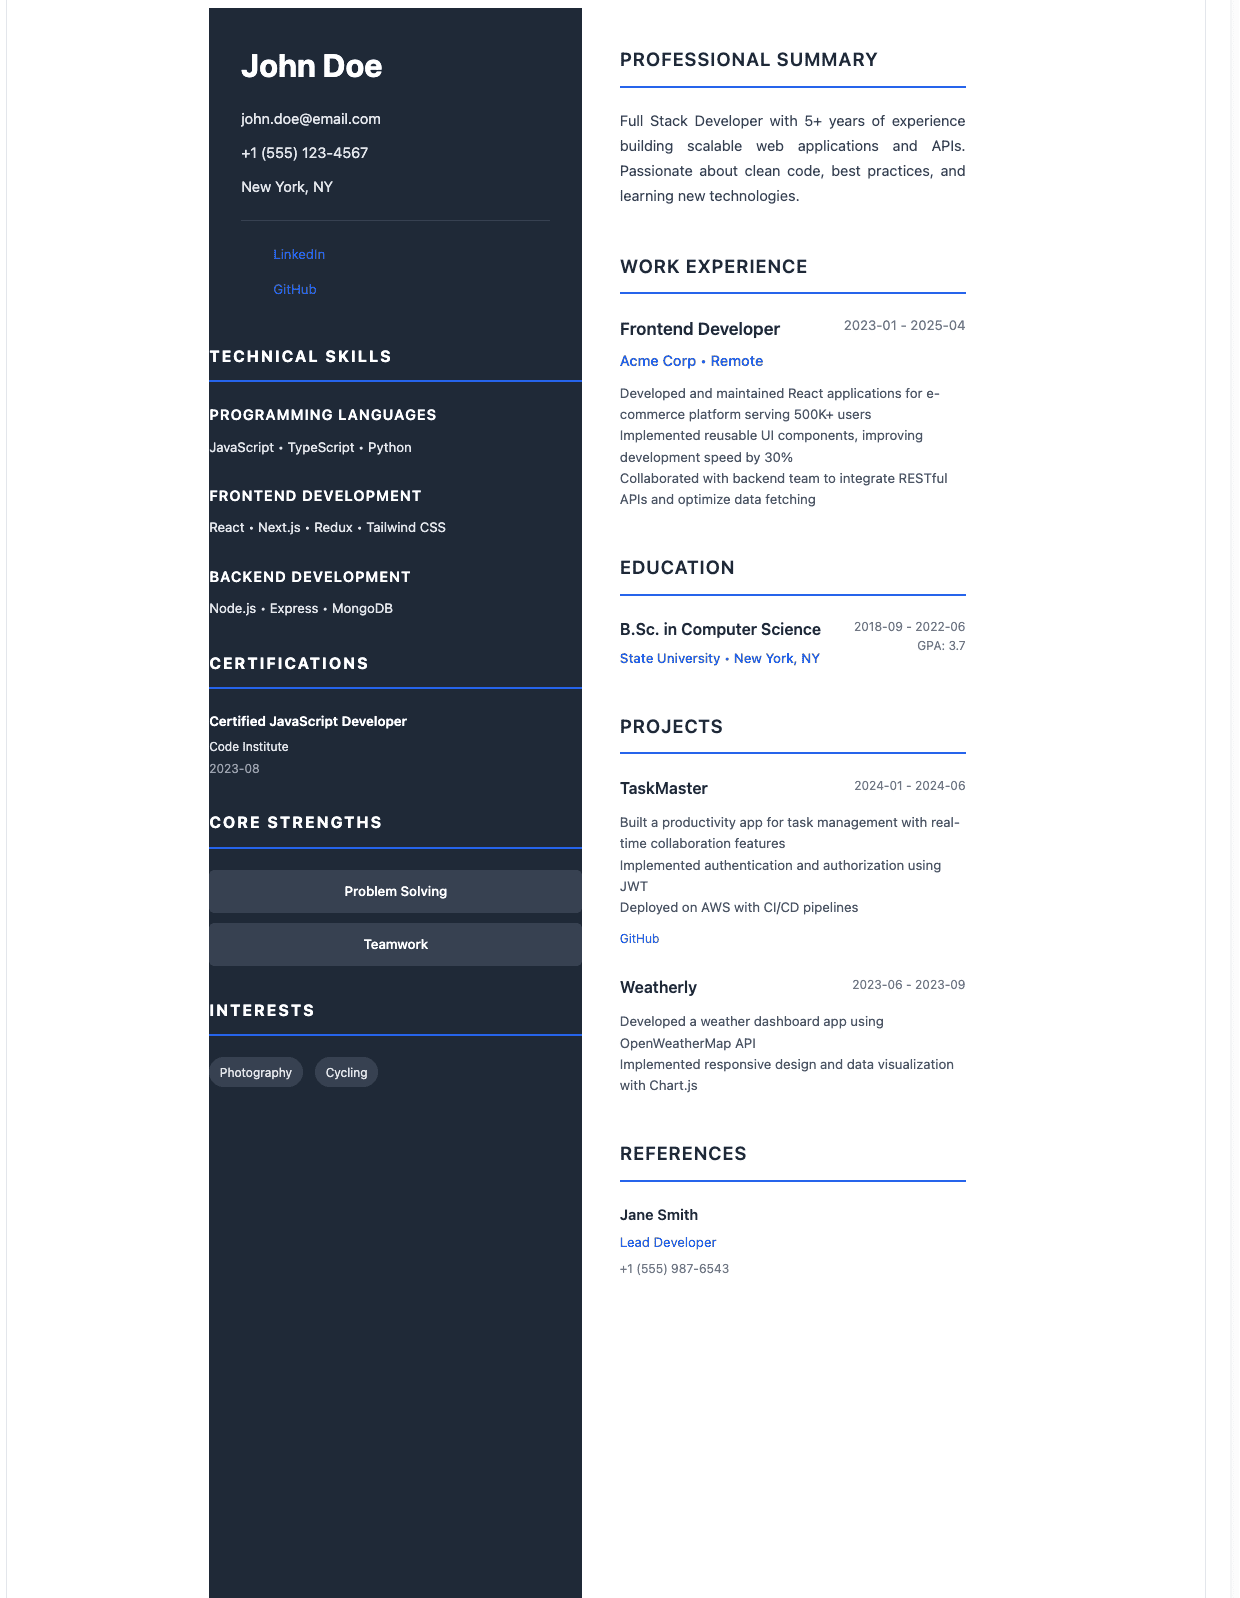 John Doe
john.doe@email.com
+1 (555) 123-4567
New York, NY
LinkedIn
GitHub
TECHNICAL SKILLS
PROGRAMMING LANGUAGES
JavaScript • TypeScript • Python
FRONTEND DEVELOPMENT
React • Next.js • Redux • Tailwind CSS
BACKEND DEVELOPMENT
Node.js • Express • MongoDB
CERTIFICATIONS
Certified JavaScript Developer
Code Institute
2023-08
CORE STRENGTHS
Problem Solving
Teamwork
INTERESTS
Photography Cycling
PROFESSIONAL SUMMARY
Full Stack Developer with 5+ years of experience
building scalable web applications and APIs.
Passionate about clean code, best practices, and
learning new technologies.
WORK EXPERIENCE
Frontend Developer 2023-01 - 2025-04
Acme Corp • Remote
Developed and maintained React applications for e-
commerce platform serving 500K+ users
Implemented reusable UI components, improving
development speed by 30%
Collaborated with backend team to integrate RESTful
APIs and optimize data fetching
EDUCATION
B.Sc. in Computer Science 2018-09 - 2022-06
GPA: 3.7
State University • New York, NY
PROJECTS
TaskMaster 2024-01 - 2024-06
Built a productivity app for task management with real-
time collaboration features
Implemented authentication and authorization using
JWT
Deployed on AWS with CI/CD pipelines
GitHub
Weatherly 2023-06 - 2023-09
Developed a weather dashboard app using
OpenWeatherMap API
Implemented responsive design and data visualization
with Chart.js
REFERENCES
Jane Smith
Lead Developer
+1 (555) 987-6543